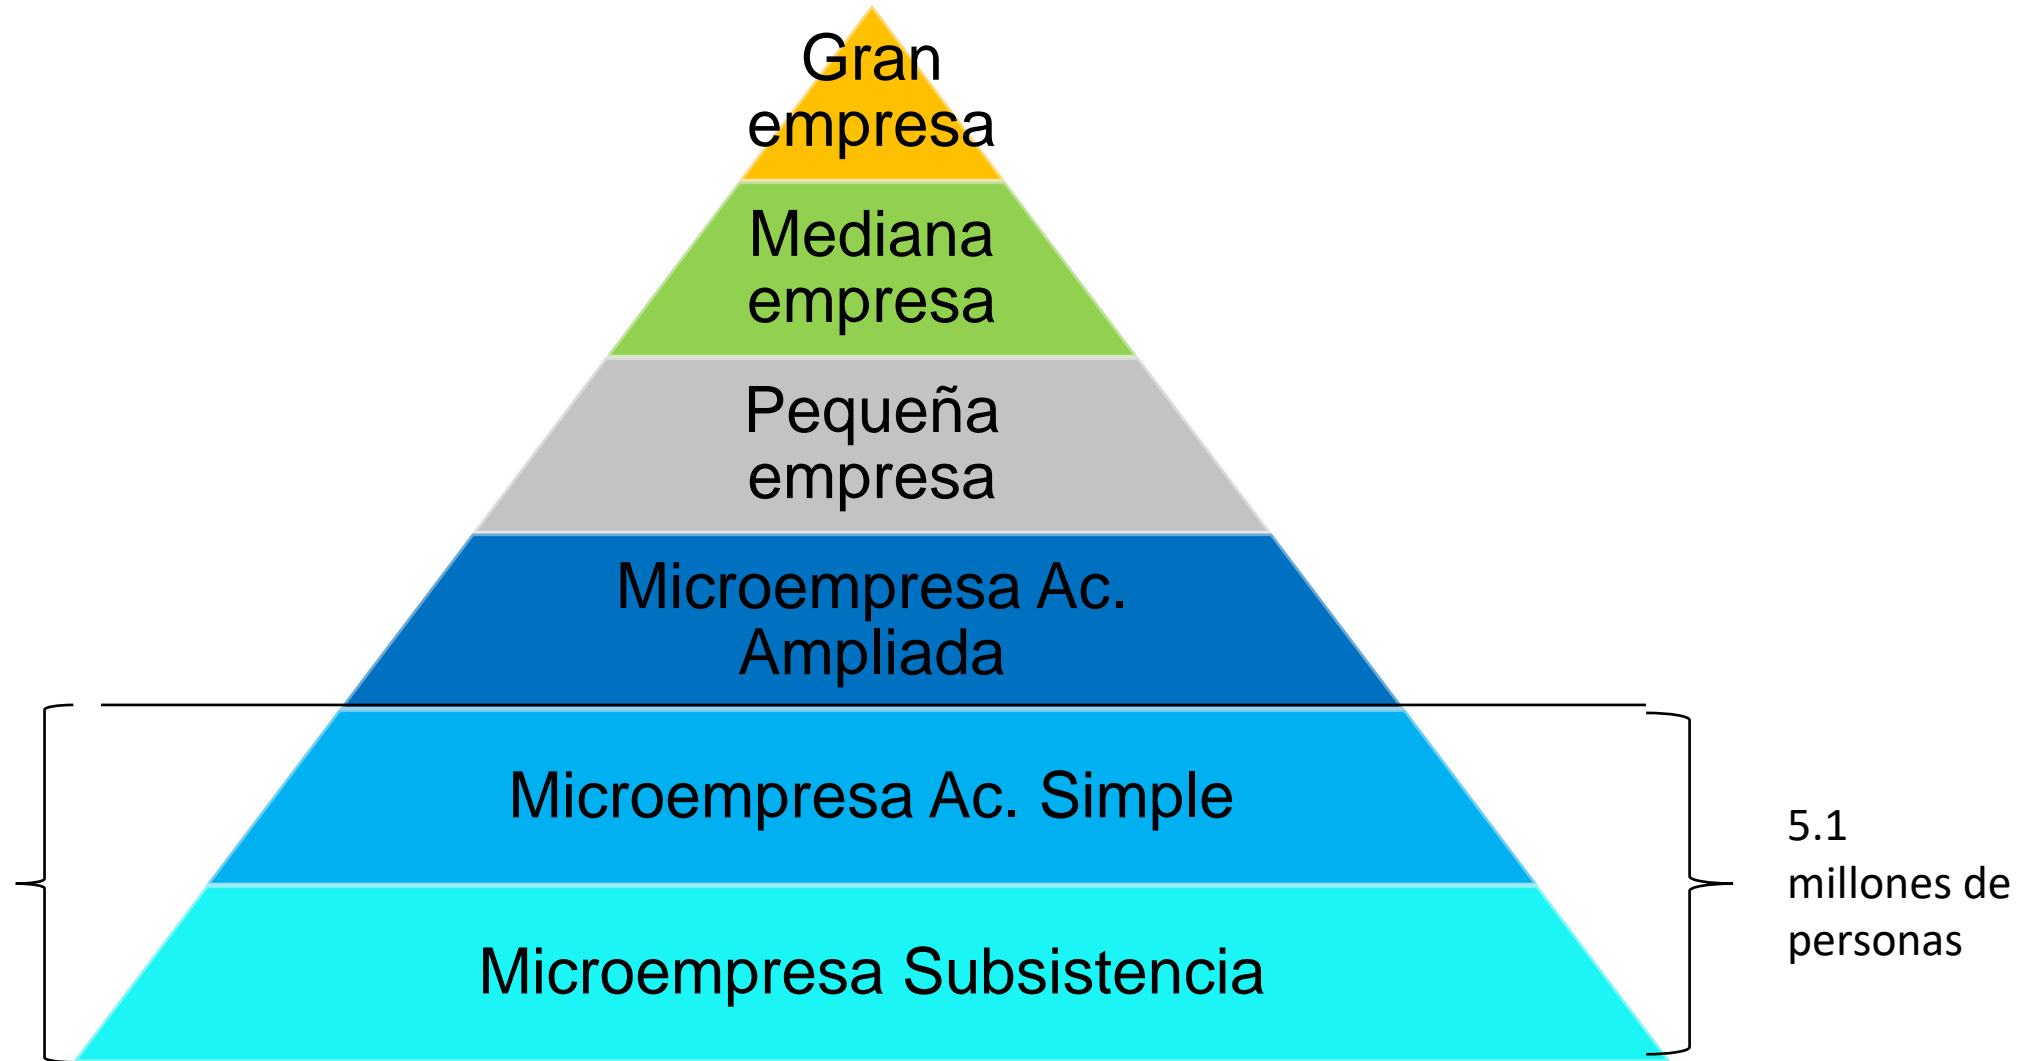 Gran
empresa
Mediana
empresa
Pequeña
empresa
Microempresa Ac.
Ampliada
Microempresa Ac. Simple
Microempresa Subsistencia
5.1
millones de
personas